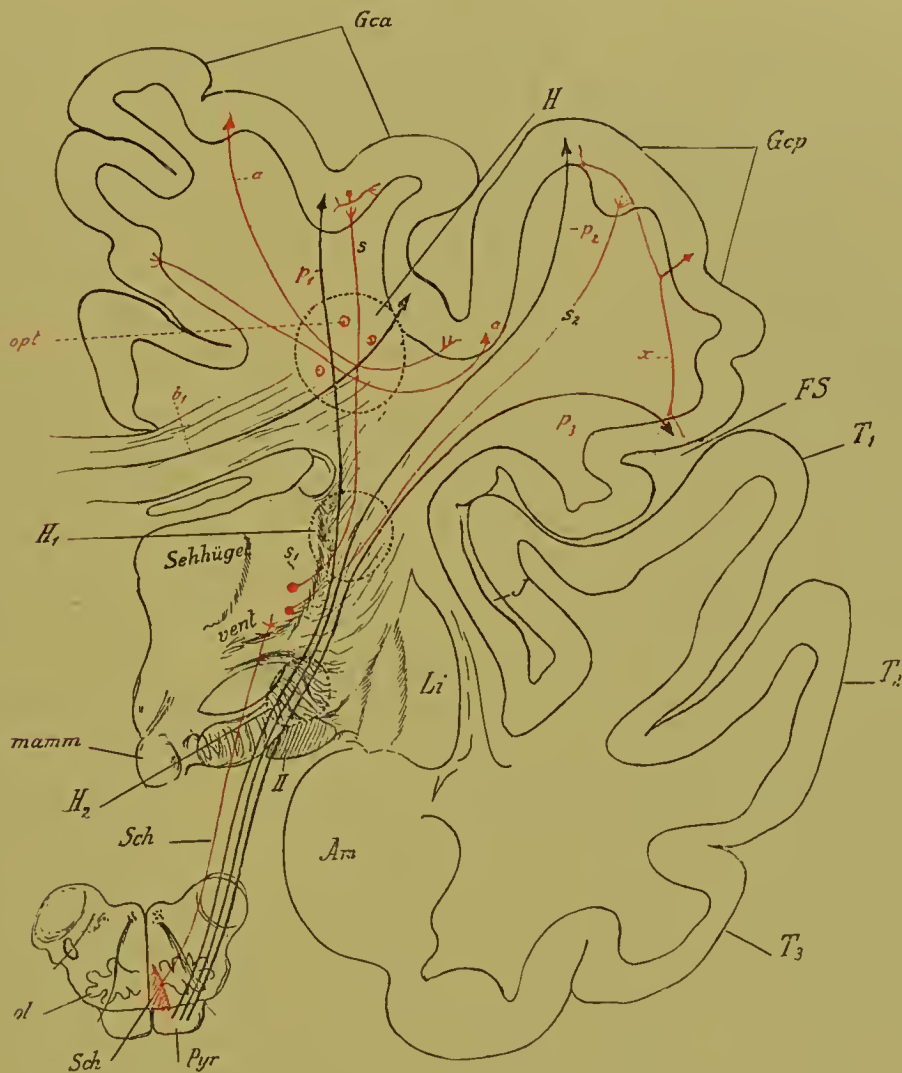 Gca
H
Gcp
a
s
p₂
p₁
opt
a
s₂
x
b₁
p₃
FS
T₁
H₁
Sehhügel
s₁
vent
Li
T₂
mamm
II
H₂
Sch
Am
T₃
ol
Sch
Pyr